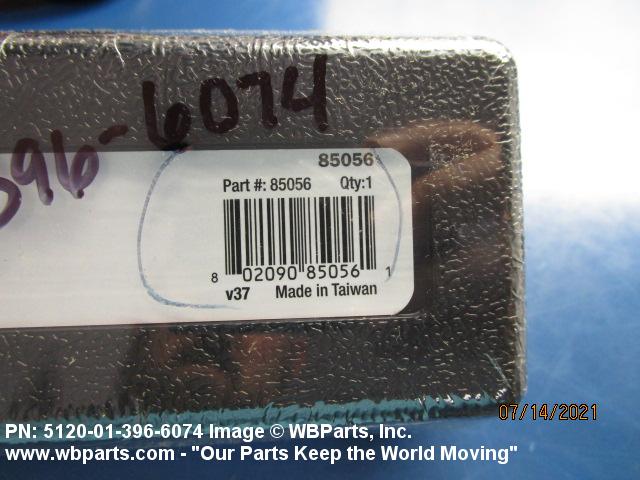 396-6074
85056
Part #: 85056 Qty:1
8 02090 85056 1
v37 Made in Taiwan
07/14/2021
PN: 5120-01-396-6074 Image © WBParts, Inc.
www.wbparts.com - "Our Parts Keep the World Moving"